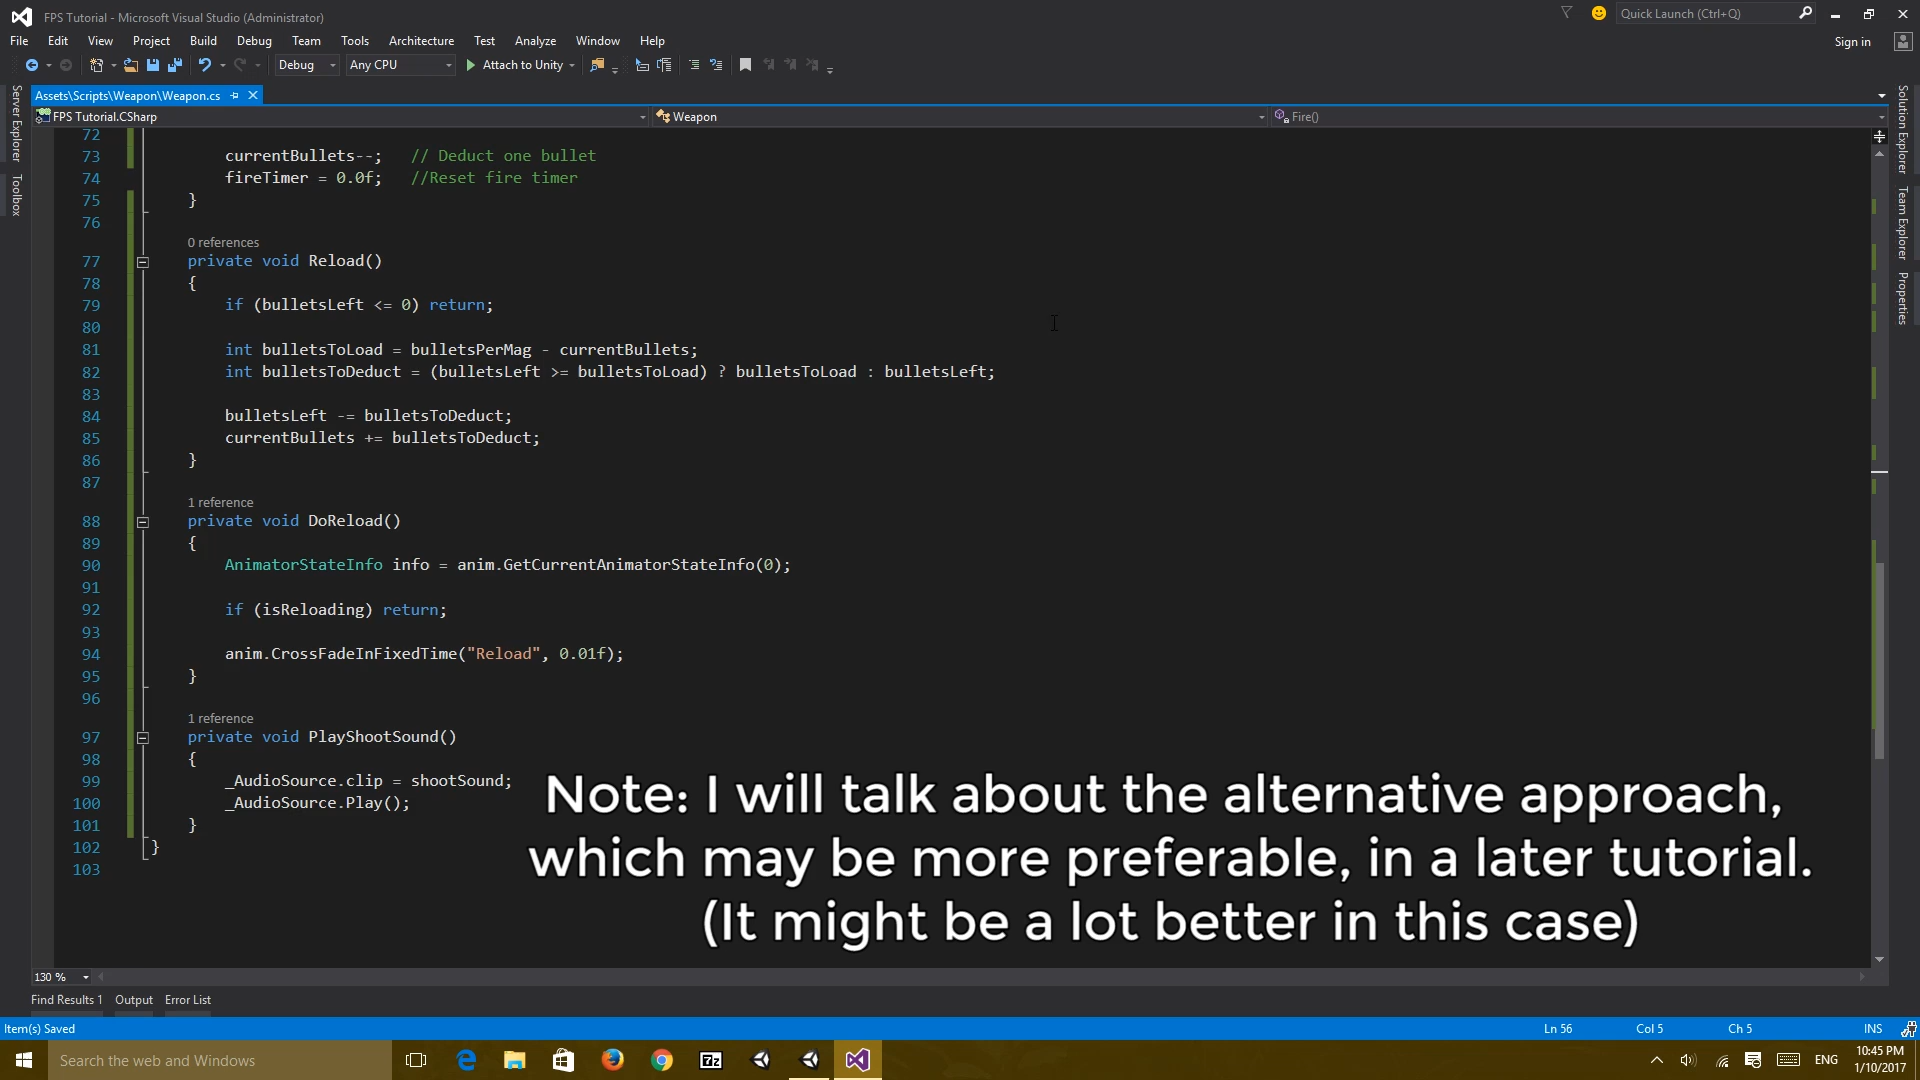 FPS Tutorial - Microsoft Visual Studio (Administrator)
Quick Launch (Ctrl+Q)
File Edit View Project Build Debug Team Tools Architecture Test Analyze Window Help
Sign in
Debug Any CPU Attach to Unity
Assets\Scripts\Weapon\Weapon.cs
FPS Tutorial.CSharp Weapon Fire()
Server Explorer
Toolbox
Solution Explorer
Team Explorer
Properties
72
73 currentBullets--; // Deduct one bullet
74 fireTimer = 0.0f; //Reset fire timer
75 }
76
0 references
77 private void Reload()
78 {
79 if (bulletsLeft <= 0) return;
80
81 int bulletsToLoad = bulletsPerMag - currentBullets;
82 int bulletsToDeduct = (bulletsLeft >= bulletsToLoad) ? bulletsToLoad : bulletsLeft;
83
84 bulletsLeft -= bulletsToDeduct;
85 currentBullets += bulletsToDeduct;
86 }
87
1 reference
88 private void DoReload()
89 {
90 AnimatorStateInfo info = anim.GetCurrentAnimatorStateInfo(0);
91
92 if (isReloading) return;
93
94 anim.CrossFadeInFixedTime("Reload", 0.01f);
95 }
96
1 reference
97 private void PlayShootSound()
98 {
99 _AudioSource.clip = shootSound;
100 _AudioSource.Play();
101 }
102 }
103
Note: I will talk about the alternative approach,
which may be more preferable, in a later tutorial.
(It might be a lot better in this case)
130 %
Find Results 1 Output Error List
Item(s) Saved Ln 56 Col 5 Ch 5 INS
Search the web and Windows
7z
ENG
10:45 PM
1/10/2017